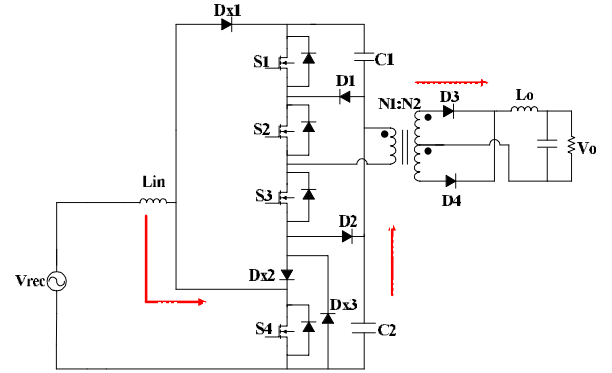 Dx1
S1
C1
D1
N1:N2
D3
Lo
S2
Vo
Lin
S3
D4
D2
Vrec
Dx2
Dx3
S4
C2